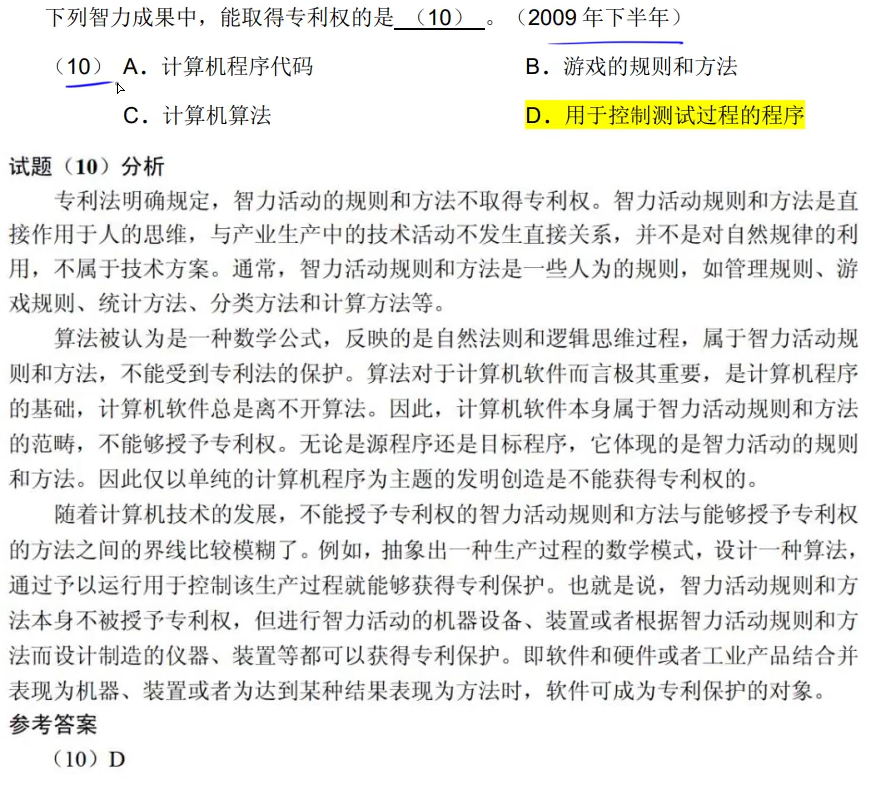 下列智力成果中，能取得专利权的是 （10） 。（2009 年下半年）
（10） A．计算机程序代码 B．游戏的规则和方法
C．计算机算法 D．用于控制测试过程的程序
试题（10）分析
专利法明确规定，智力活动的规则和方法不取得专利权。智力活动规则和方法是直
接作用于人的思维，与产业生产中的技术活动不发生直接关系，并不是对自然规律的利
用，不属于技术方案。通常，智力活动规则和方法是一些人为的规则，如管理规则、游
戏规则、统计方法、分类方法和计算方法等。
算法被认为是一种数学公式，反映的是自然法则和逻辑思维过程，属于智力活动规
则和方法，不能受到专利法的保护。算法对于计算机软件而言极其重要，是计算机程序
的基础，计算机软件总是离不开算法。因此，计算机软件本身属于智力活动规则和方法
的范畴，不能够授予专利权。无论是源程序还是目标程序，它体现的是智力活动的规则
和方法。因此仅以单纯的计算机程序为主题的发明创造是不能获得专利权的。
随着计算机技术的发展，不能授予专利权的智力活动规则和方法与能够授予专利权
的方法之间的界线比较模糊了。例如，抽象出一种生产过程的数学模式，设计一种算法，
通过予以运行用于控制该生产过程就能够获得专利保护。也就是说，智力活动规则和方
法本身不被授予专利权，但进行智力活动的机器设备、装置或者根据智力活动规则和方
法而设计制造的仪器、装置等都可以获得专利保护。即软件和硬件或者工业产品结合并
表现为机器、装置或者为达到某种结果表现为方法时，软件可成为专利保护的对象。
参考答案
（10）D